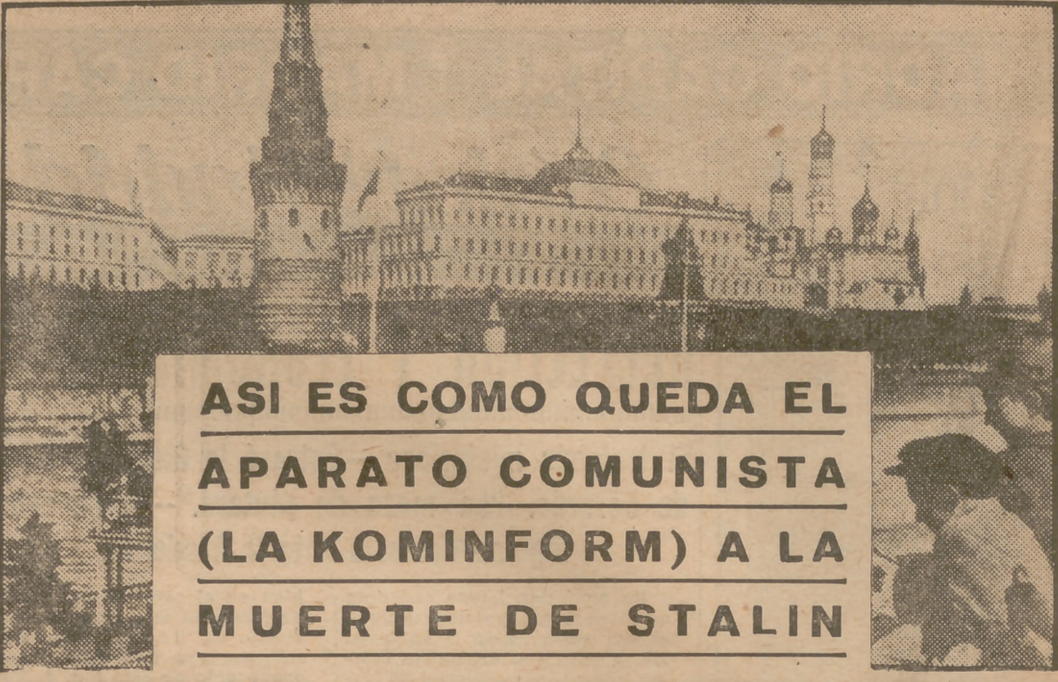 ASI ES COMO QUEDA EL
APARATO COMUNISTA
(LA KOMINFORM) A LA
MUERTE DE STALIN